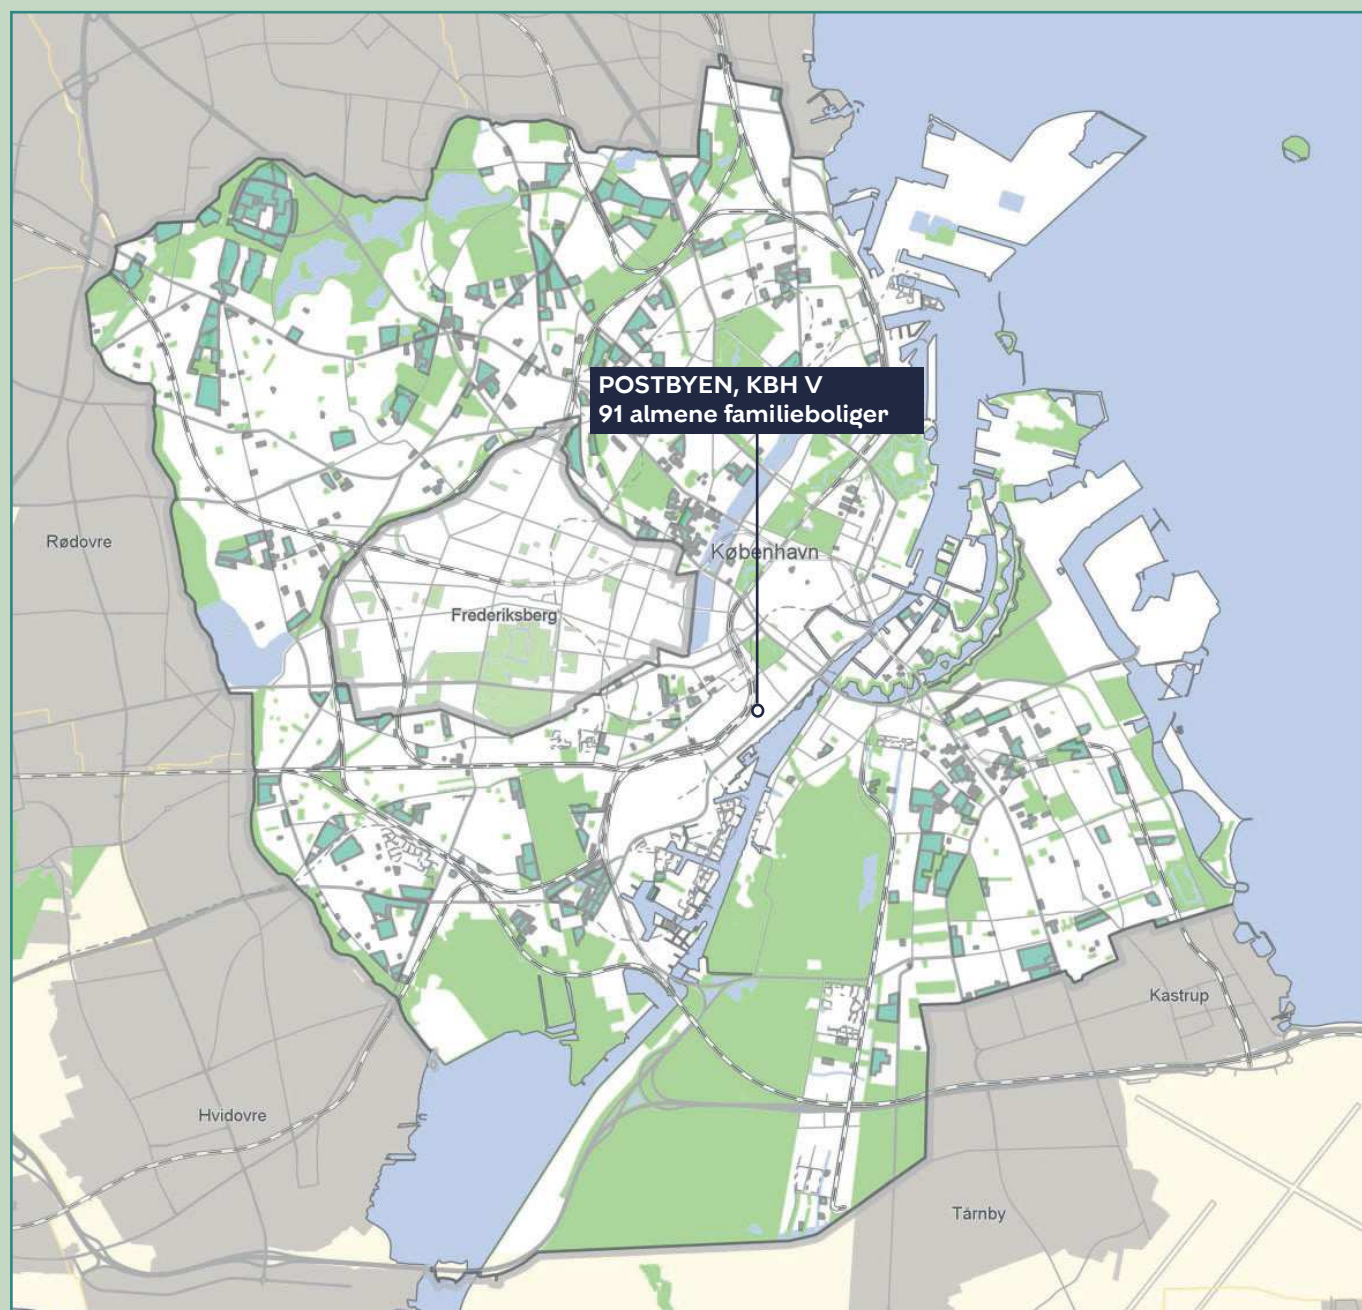 POSTBYEN, KBH V
91 almene familieboliger
Rødovre
København
Frederiksberg
Kastrup
Hvidovre
Tårnby